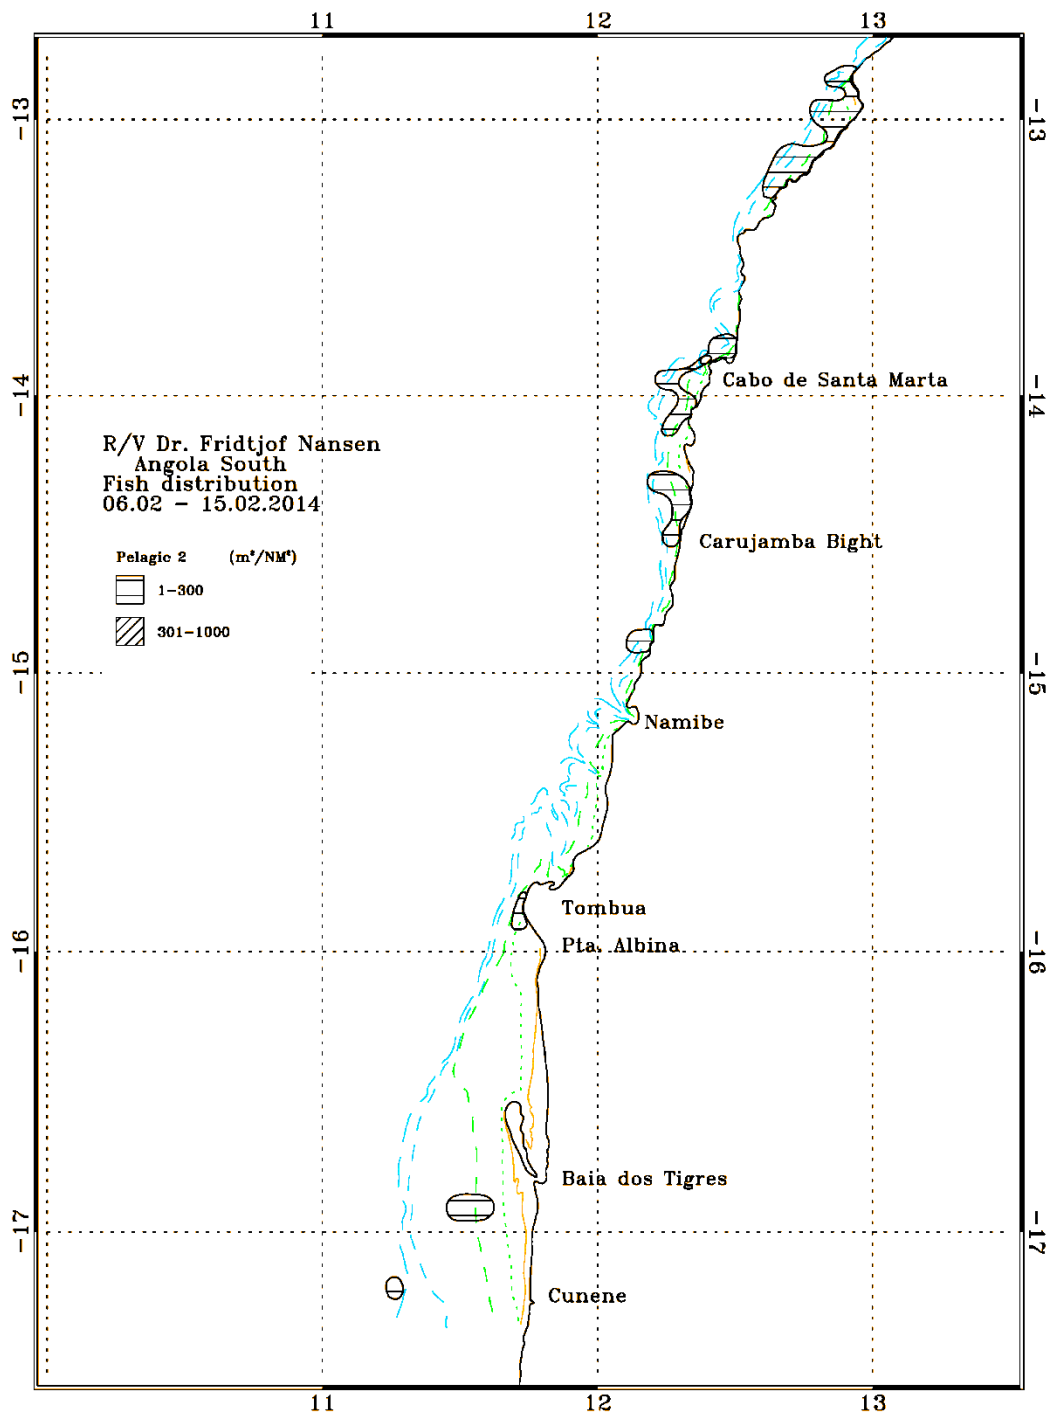 11 12 13
-13 -13
Cabo de Santa Marta
-14 -14
R/V Dr. Fridtjof Nansen
Angola South
Fish distribution
06.02 - 15.02.2014
Carujamba Bight
Pelagic 2 (m²/NM²)
1-300
301-1000
-15 -15
Namibe
Tombua
Pta. Albina
-16 -16
Baia dos Tigres
-17 -17
Cunene
11 12 13